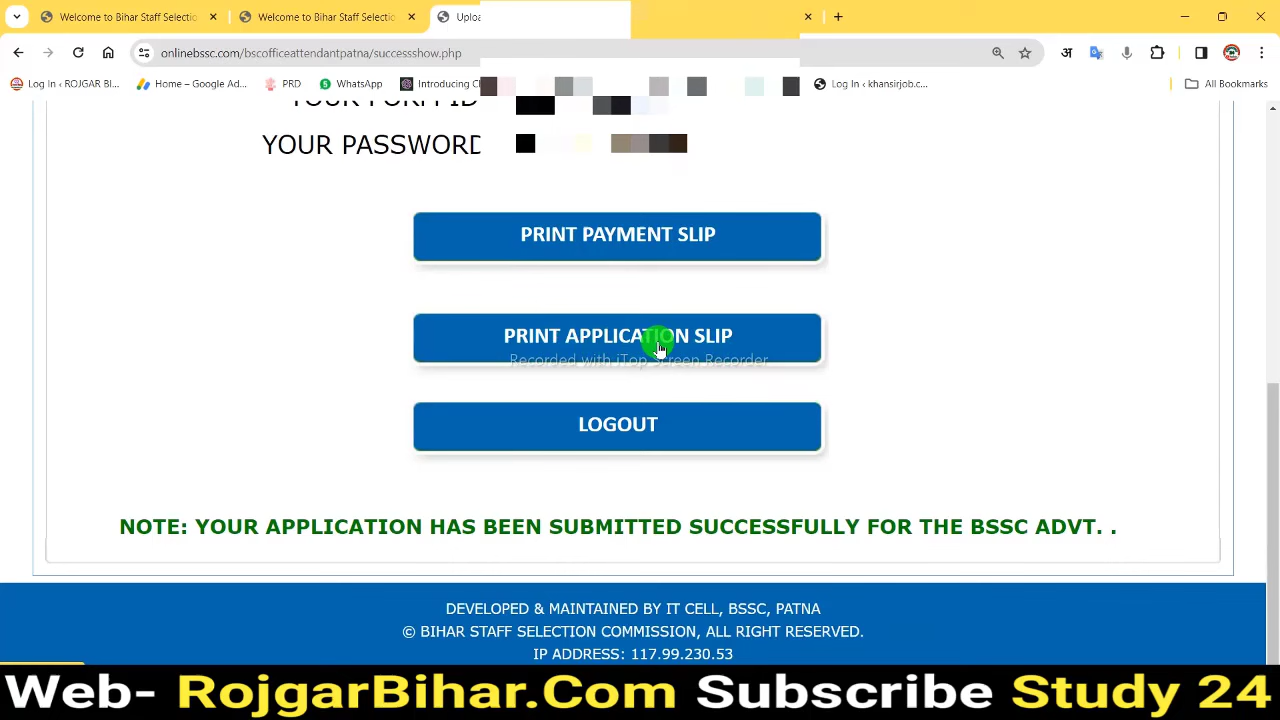 Welcome to Bihar Staff Selectio
Welcome to Bihar Staff Selectio
Uploa
onlinebssc.com/bscofficeattendantpatna/successshow.php
अ
Log In ‹ ROJGAR BI...
Home – Google Ad...
PRD
WhatsApp
Introducing C
Log In ‹ khansirjob.c...
All Bookmarks
YOUR FORM ID
YOUR PASSWORD
PRINT PAYMENT SLIP
PRINT APPLICATION SLIP
Recorded with iTop Screen Recorder
LOGOUT
NOTE: YOUR APPLICATION HAS BEEN SUBMITTED SUCCESSFULLY FOR THE BSSC ADVT. .
DEVELOPED & MAINTAINED BY IT CELL, BSSC, PATNA
© BIHAR STAFF SELECTION COMMISSION, ALL RIGHT RESERVED.
IP ADDRESS: 117.99.230.53
Web- RojgarBihar.Com Subscribe Study 24